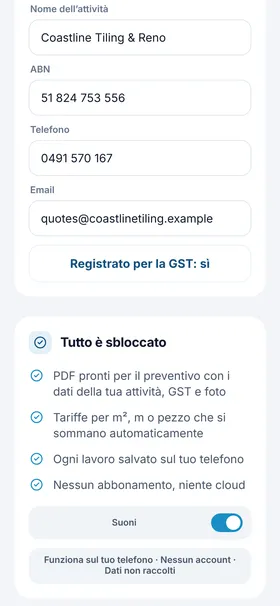 Nome dell'attività
Coastline Tiling & Reno
ABN
51 824 753 556
Telefono
0491 570 167
Email
quotes@coastlinetiling.example
Registrato per la GST: sì
Tutto è sbloccato
PDF pronti per il preventivo con i
dati della tua attività, GST e foto
Tariffe per m², m o pezzo che si
sommano automaticamente
Ogni lavoro salvato sul tuo telefono
Nessun abbonamento, niente cloud
Suoni
Funziona sul tuo telefono · Nessun account ·
Dati non raccolti